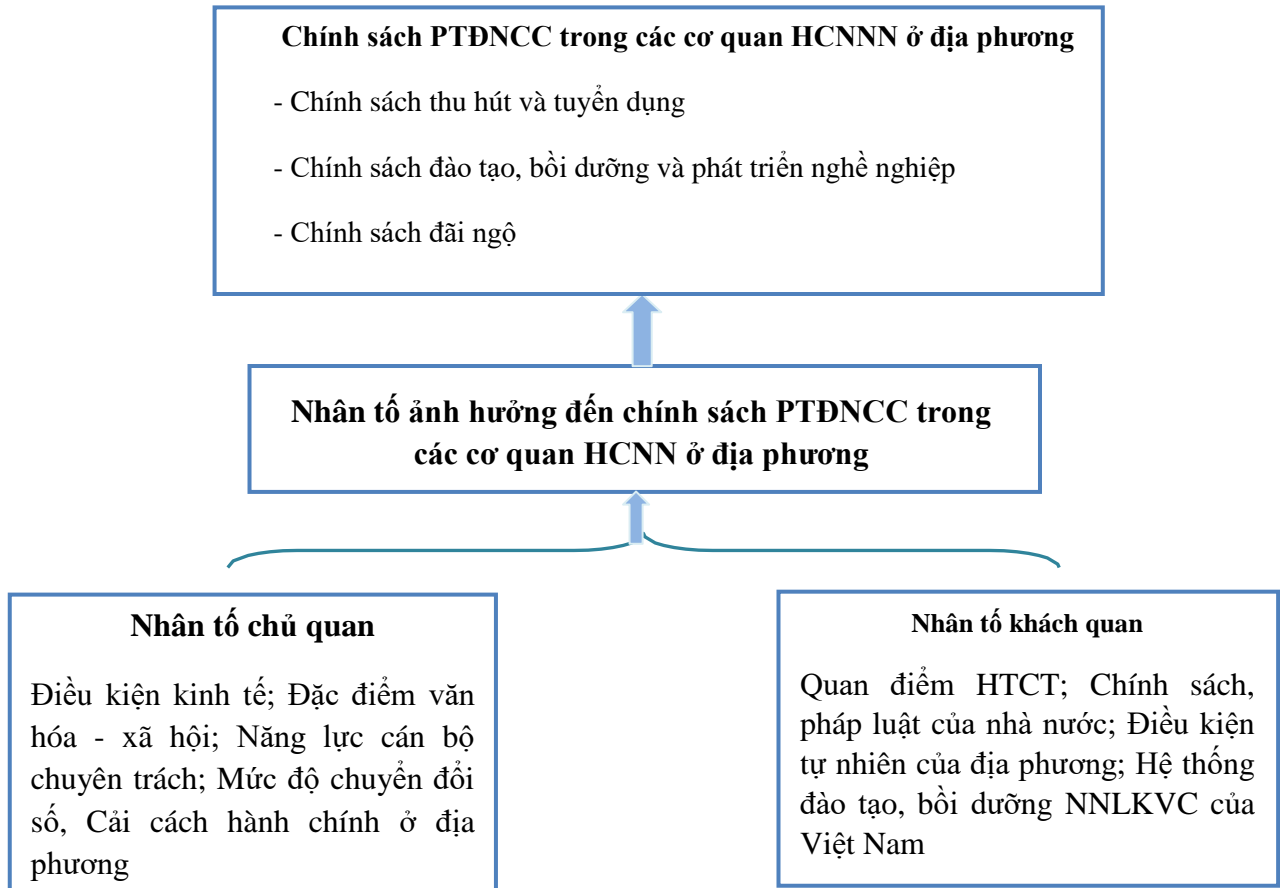 Chính sách PTĐNCC trong các cơ quan HCNNN ở địa phương
- Chính sách thu hút và tuyển dụng
- Chính sách đào tạo, bồi dưỡng và phát triển nghề nghiệp
- Chính sách đãi ngộ
Nhân tố ảnh hưởng đến chính sách PTĐNCC trong
các cơ quan HCNN ở địa phương
Nhân tố chủ quan
Điều kiện kinh tế; Đặc điểm văn
hóa - xã hội; Năng lực cán bộ
chuyên trách; Mức độ chuyển đổi
số, Cải cách hành chính ở địa
phương
Nhân tố khách quan
Quan điểm HTCT; Chính sách,
pháp luật của nhà nước; Điều kiện
tự nhiên của địa phương; Hệ thống
đào tạo, bồi dưỡng NNLKVC của
Việt Nam